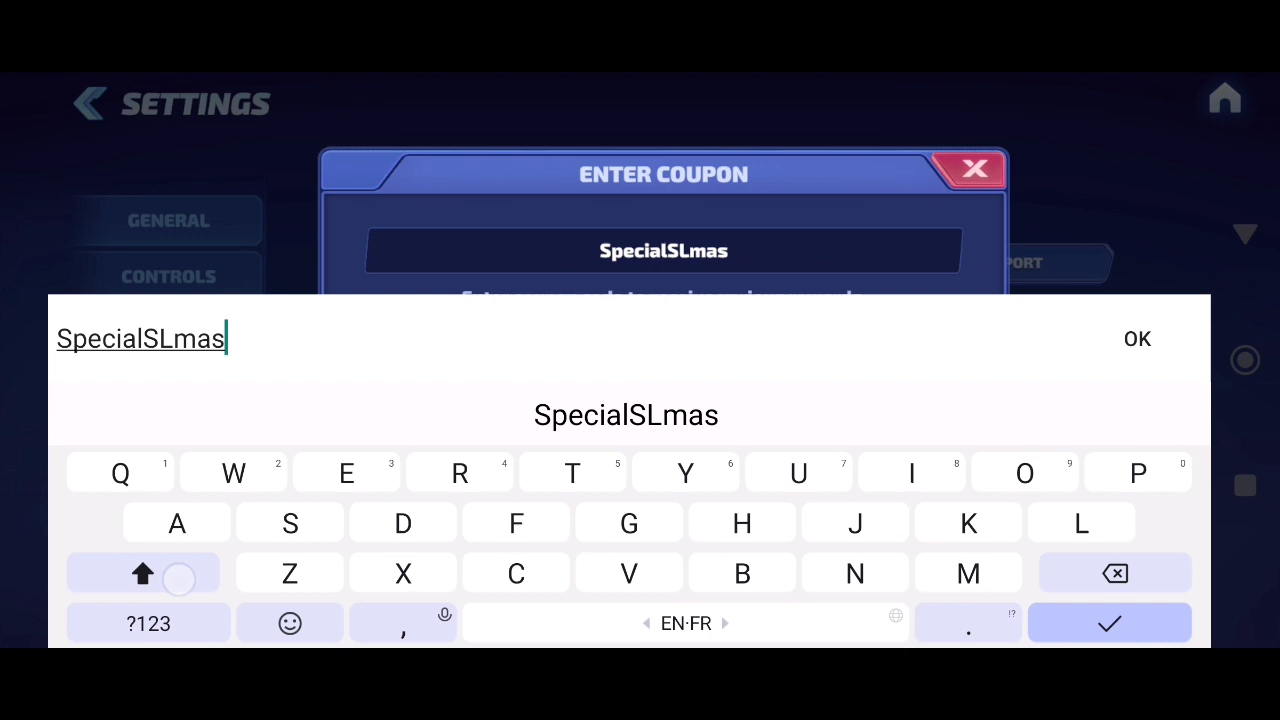 SETTINGS
ENTER COUPON
X
GENERAL
SpecialSLmas
CONTROLS
PORT
SpecialSLmas
OK
SpecialSLmas
Q 1 W 2 E 3 R 4 T 5 Y 6 U 7 I 8 O 9 P 0
A S D F G H J K L
Z X C V B N M
?123 , EN·FR . !?